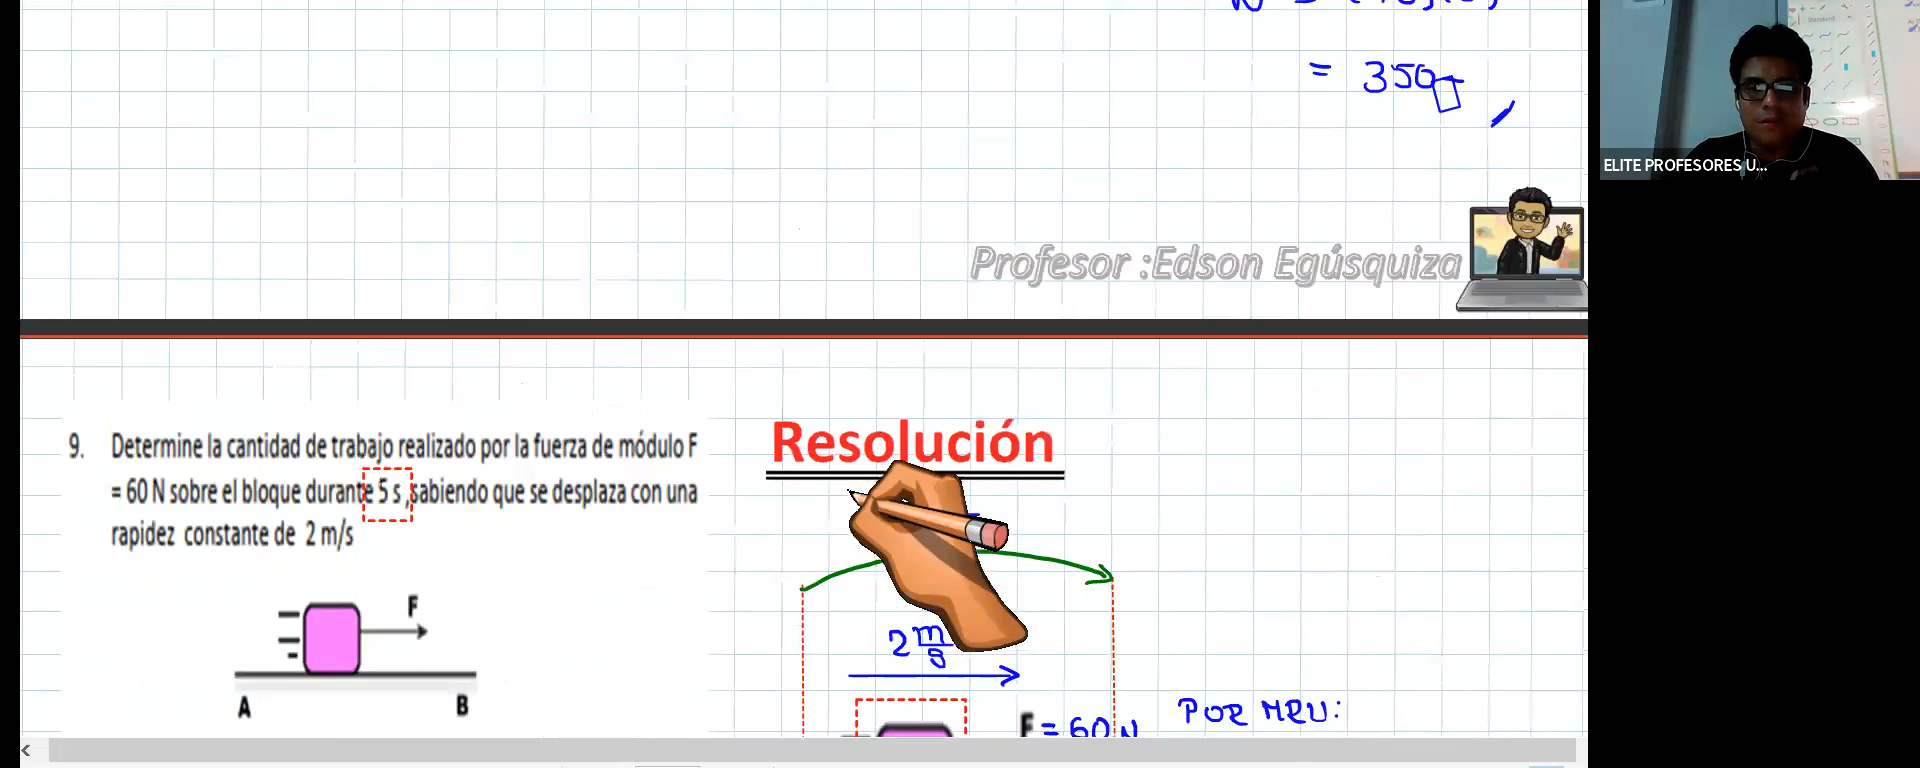 = 350
ELITE PROFESORES U...
Profesor :Edson Egúsquiza
9. Determine la cantidad de trabajo realizado por la fuerza de módulo F
= 60 N sobre el bloque durante 5 s ,sabiendo que se desplaza con una
rapidez constante de 2 m/s
F
A
B
Resolución
2 m/s
F = 60 N
POR MRU: